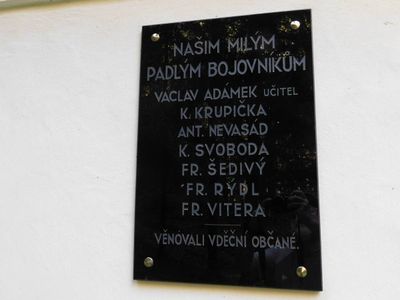 NAŠIM MILÝM
PADLÝM BOJOVNÍKŮM
VÁCLAV ADÁMEK UČITEL
K. KRUPIČKA
ANT. NEVASAD
K. SVOBODA
FR. ŠEDIVÝ
FR. RÝDL
FR. VITERA
VĚNOVALI VDĚČNÍ OBČANÉ.